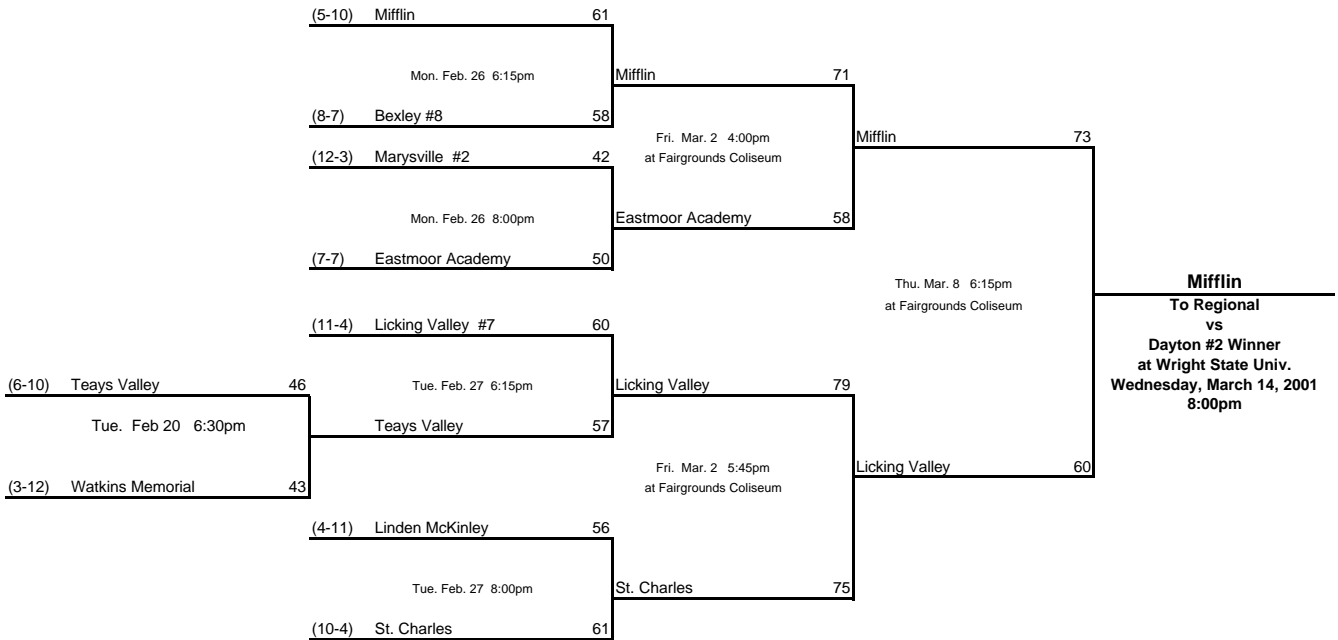 (5-10) Mifflin 61
Mon. Feb. 26 6:15pm
(8-7) Bexley #8 58
Mifflin 71
(12-3) Marysville #2 42
Mon. Feb. 26 8:00pm
(7-7) Eastmoor Academy 50
Eastmoor Academy 58
Fri. Mar. 2 4:00pm
at Fairgrounds Coliseum
Mifflin 73
(11-4) Licking Valley #7 60
Tue. Feb. 27 6:15pm
Teays Valley 57
(6-10) Teays Valley 46
Tue. Feb 20 6:30pm
(3-12) Watkins Memorial 43
Licking Valley 79
Fri. Mar. 2 5:45pm
at Fairgrounds Coliseum
(4-11) Linden McKinley 56
Tue. Feb. 27 8:00pm
(10-4) St. Charles 61
St. Charles 75
Licking Valley 60
Thu. Mar. 8 6:15pm
at Fairgrounds Coliseum
Mifflin
To Regional
vs
Dayton #2 Winner
at Wright State Univ.
Wednesday, March 14, 2001
8:00pm